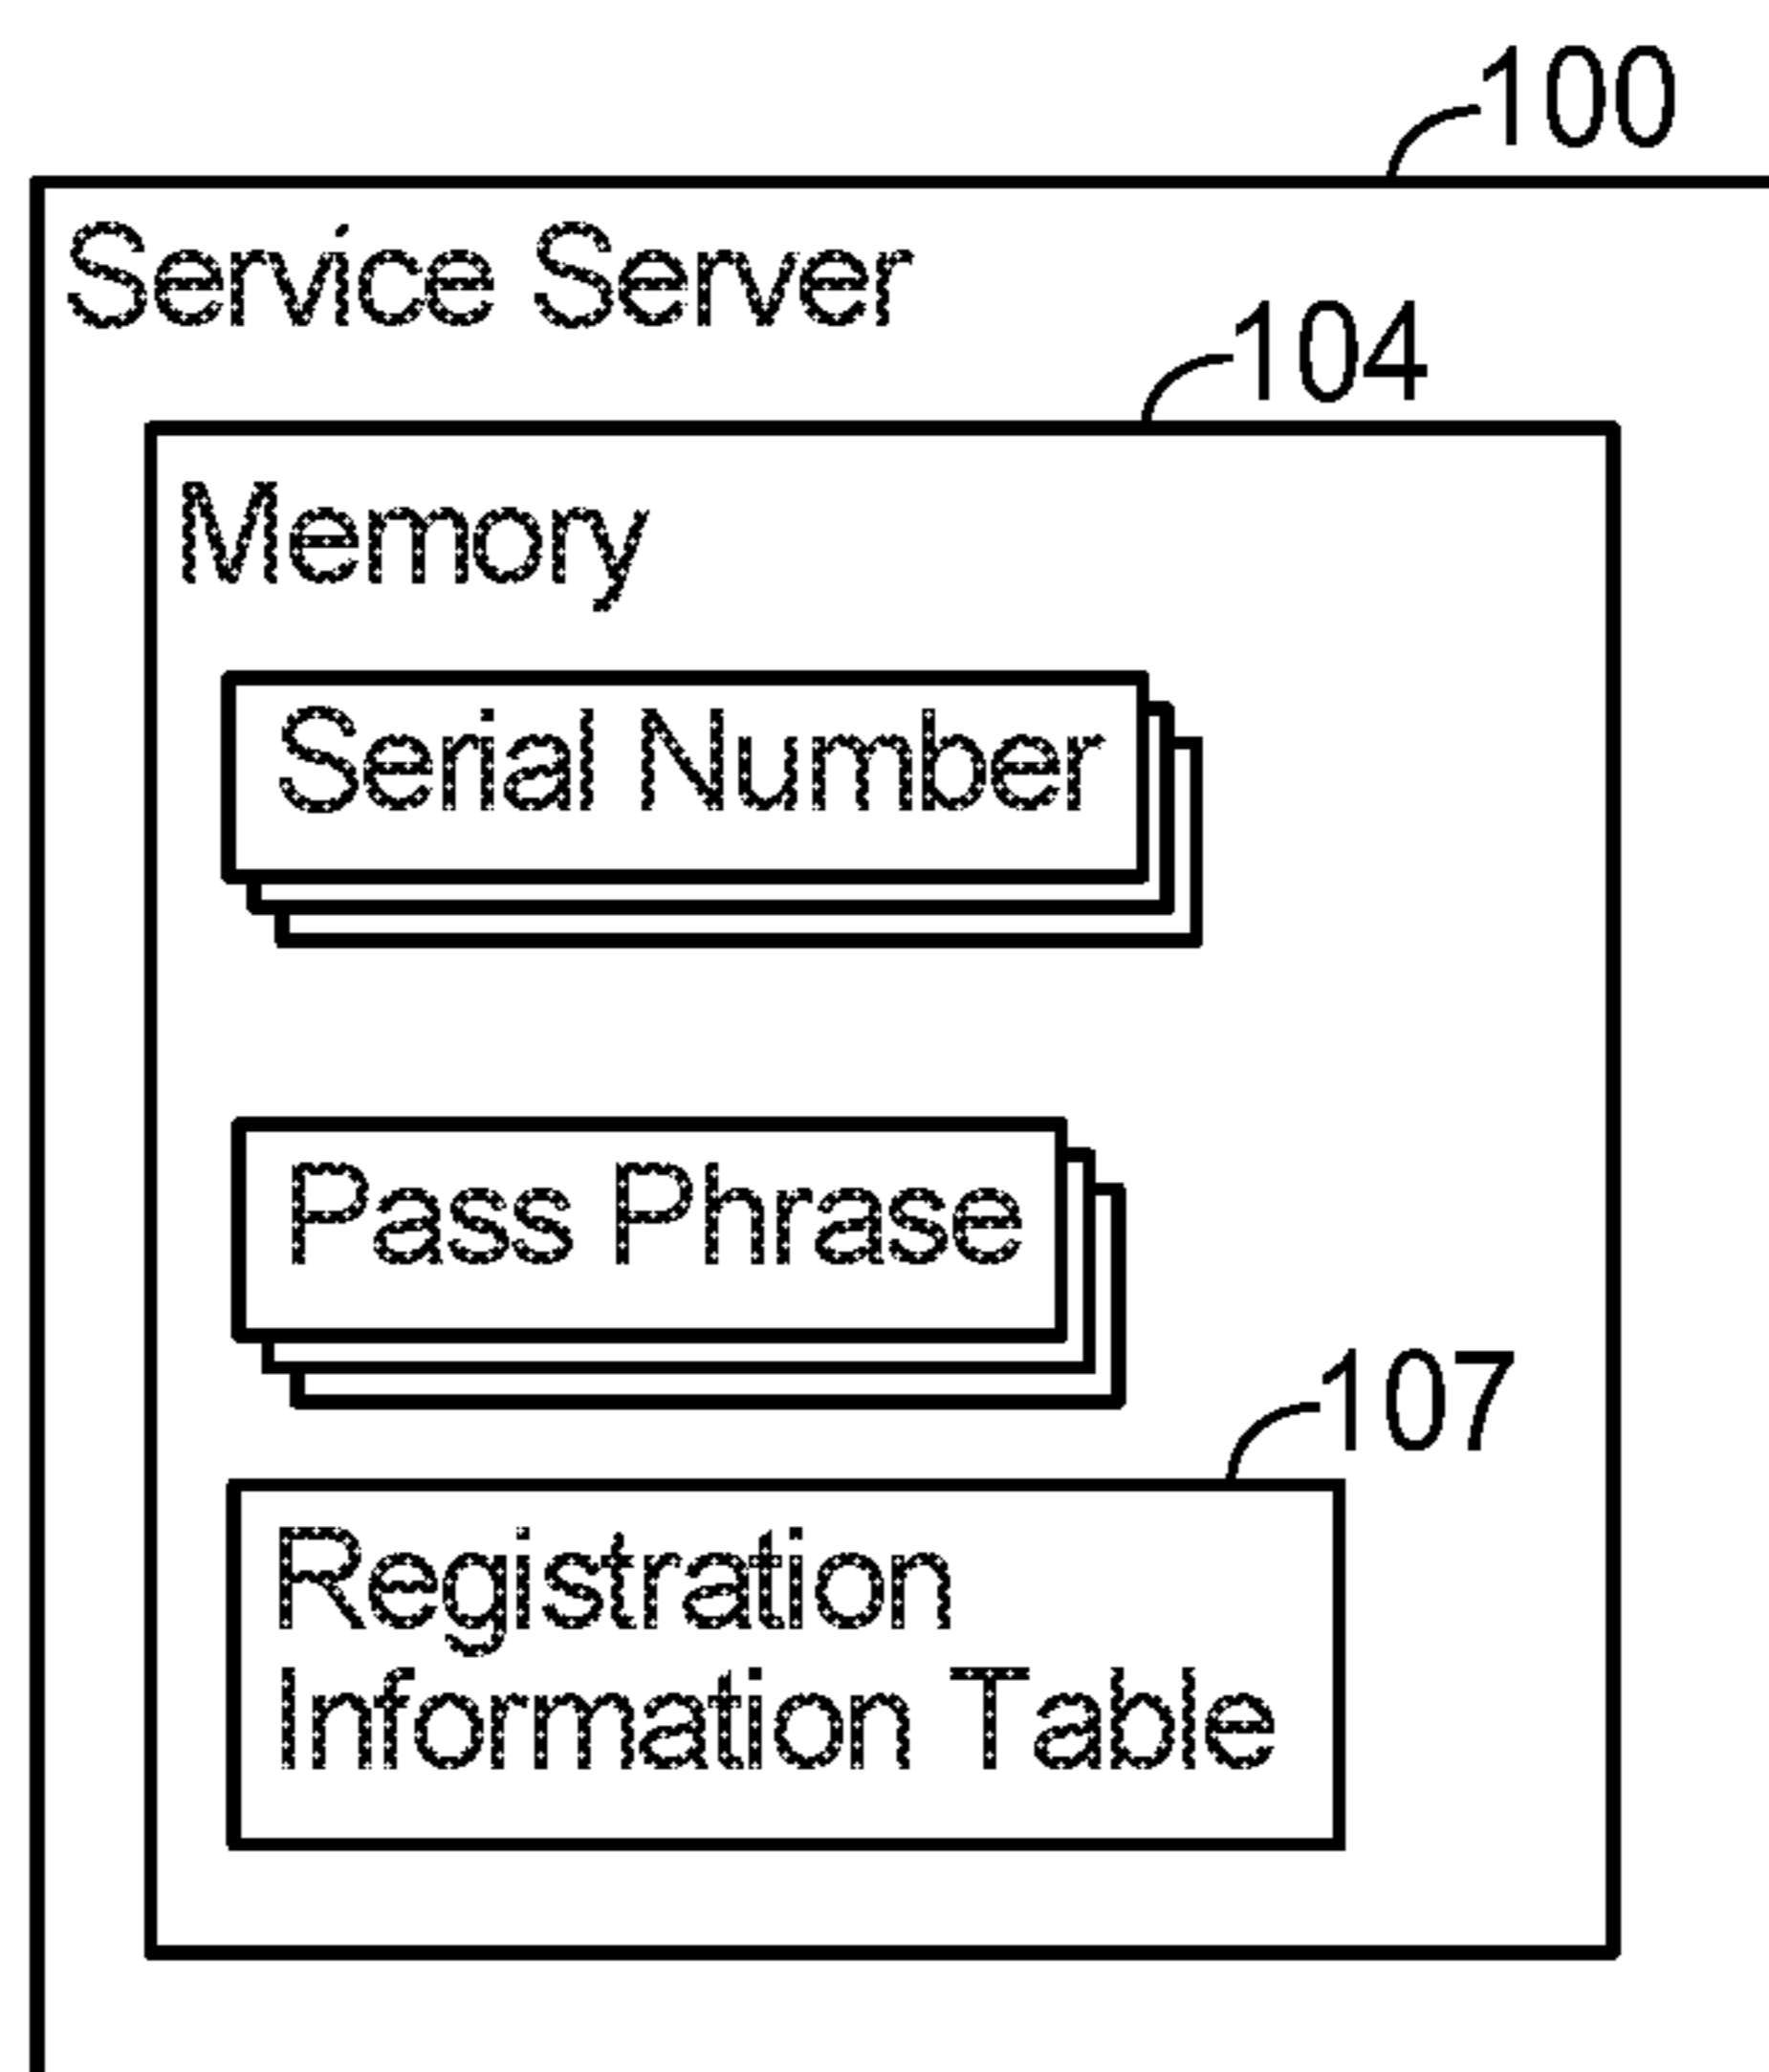 100
Service Server
104
Memory
Serial Number
Pass Phrase
107
Registration
Information Table